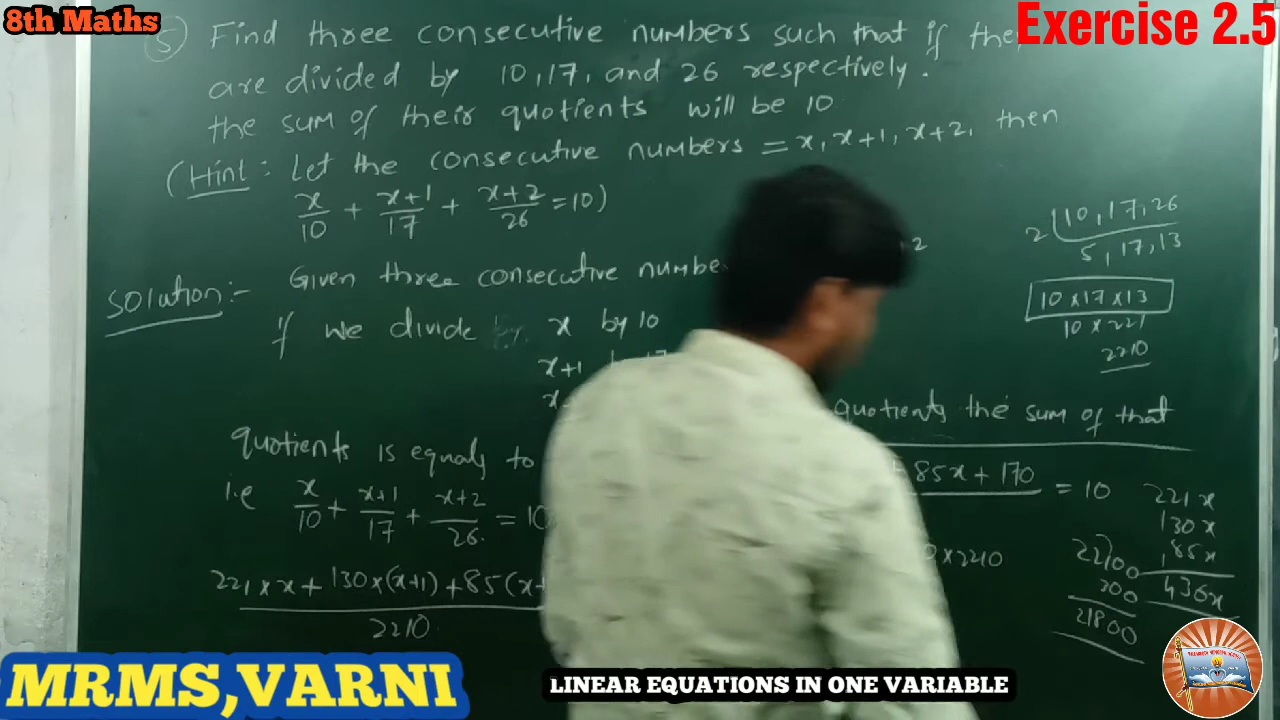 8th Maths
Exercise 2.5
5) Find three consecutive numbers such that if the
are divided by 10, 17, and 26 respectively.
the sum of their quotients will be 10
(Hint: Let the consecutive numbers = x, x+1, x+2, then
x/10 + x+1/17 + x+2/26 = 10)
2 | 10, 17, 26
5, 17, 13
10 x 17 x 13
10 x 221
2210
Solution:- Given three consecutive numbe
, 2
if we divide x by 10
x+1
quotients the sum of that
quotients is equals to
i.e x/10 + x+1/17 + x+2/26 = 10
85x + 170 = 10
x 2210
221 x x + 130 x (x+1) + 85(x+
2210
221x
130x
85x
436x
22100
300
21800
MRMS,VARNI
LINEAR EQUATIONS IN ONE VARIABLE